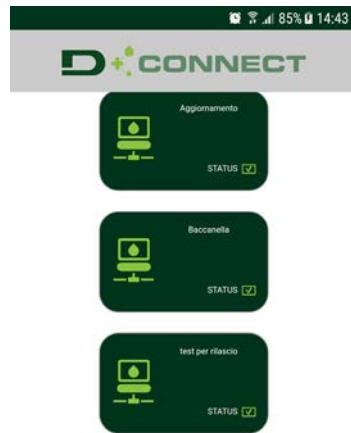 85% 14:43
D+CONNECT
Aggiornamento
STATUS
Baccanella
STATUS
test per rilascio
STATUS